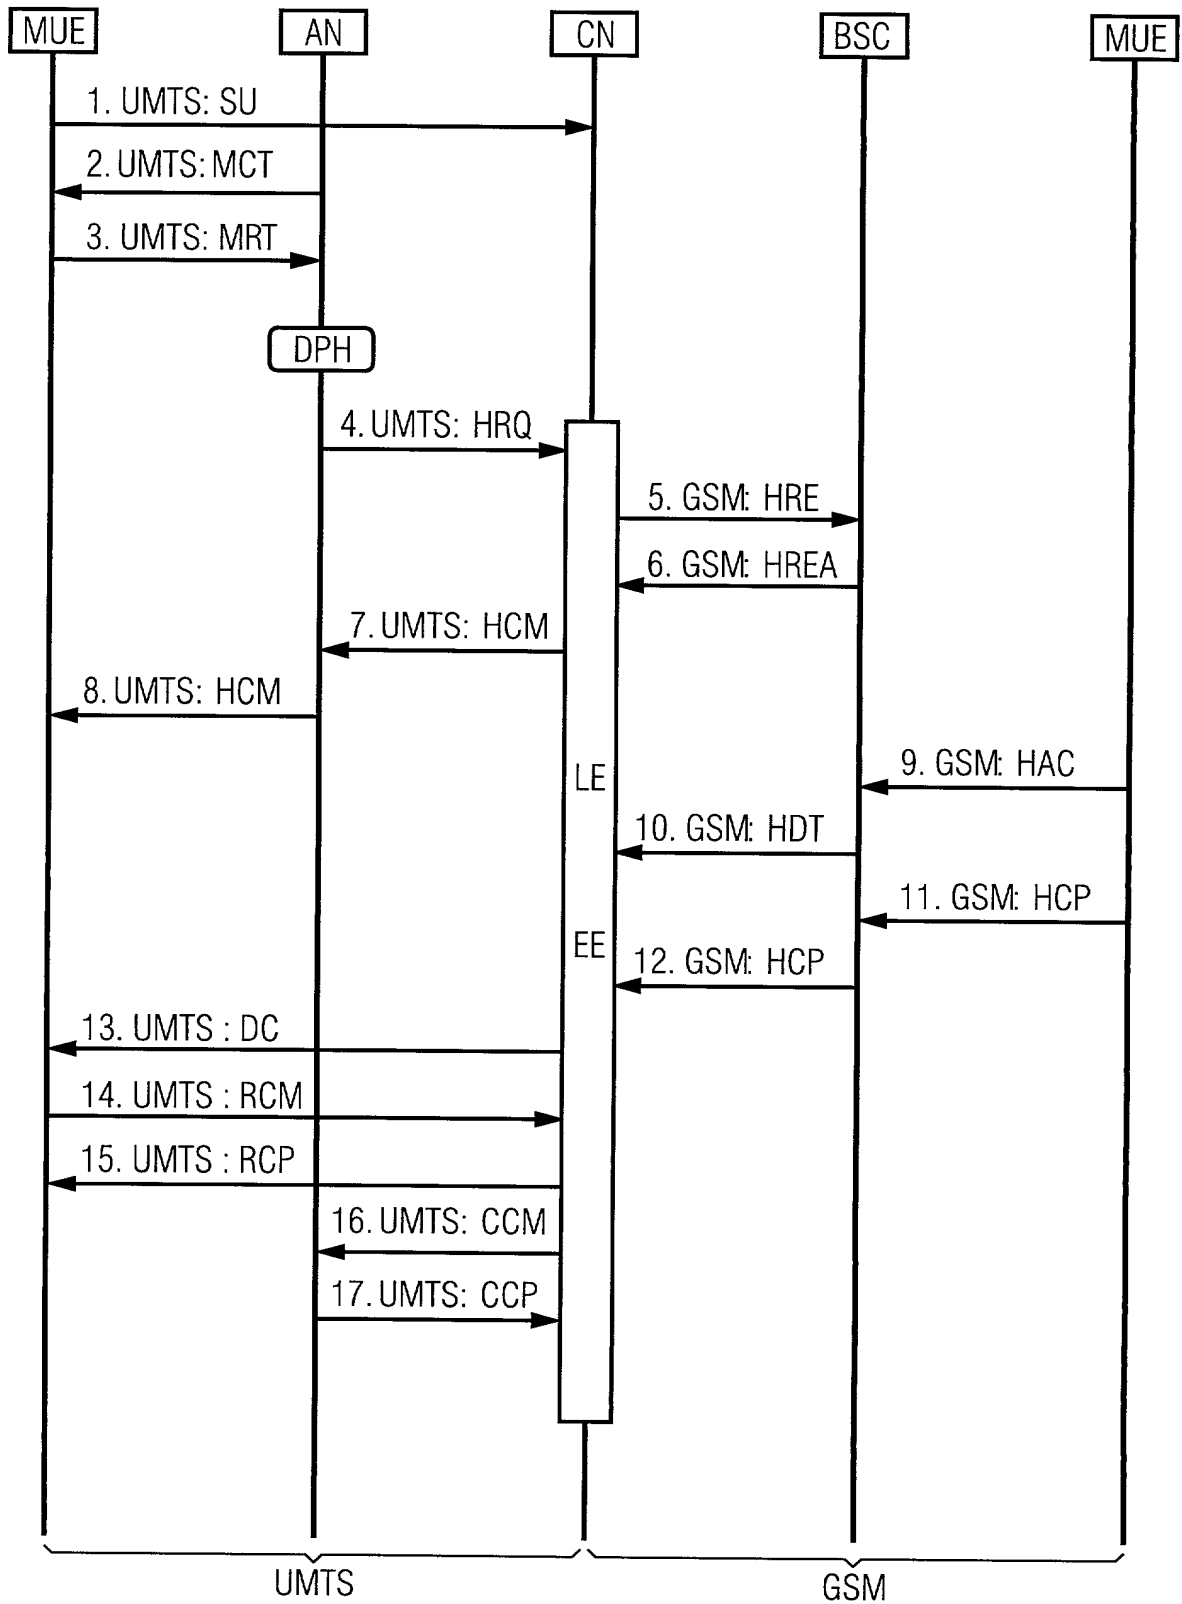 MUE AN CN BSC MUE
1. UMTS: SU
2. UMTS: MCT
3. UMTS: MRT
DPH
4. UMTS: HRQ
5. GSM: HRE
6. GSM: HREA
7. UMTS: HCM
8. UMTS: HCM
9. GSM: HAC
LE
10. GSM: HDT
11. GSM: HCP
EE
12. GSM: HCP
13. UMTS : DC
14. UMTS : RCM
15. UMTS : RCP
16. UMTS: CCM
17. UMTS: CCP
UMTS GSM